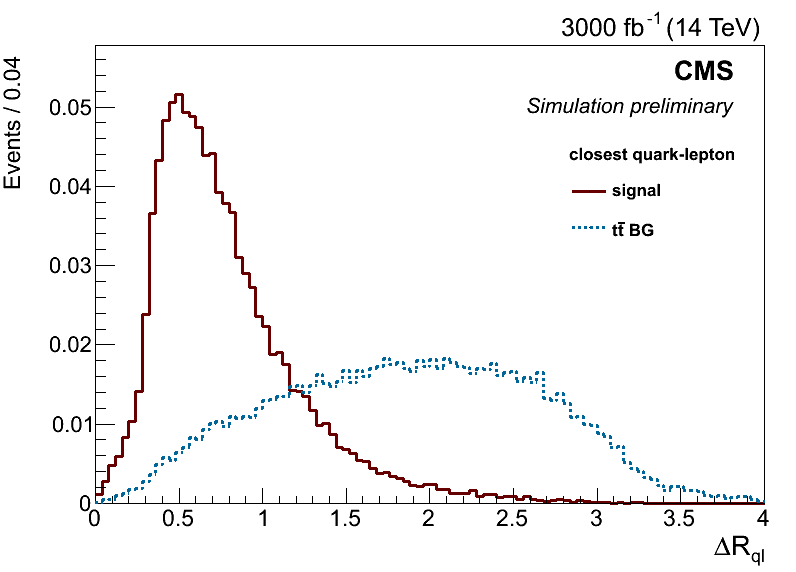 3000 fb⁻¹ (14 TeV)
Events / 0.04
CMS
Simulation preliminary
closest quark-lepton
signal
tt̄ BG
0.05
0.04
0.03
0.02
0.01
0
0 0.5 1 1.5 2 2.5 3 3.5 4
ΔR_ql